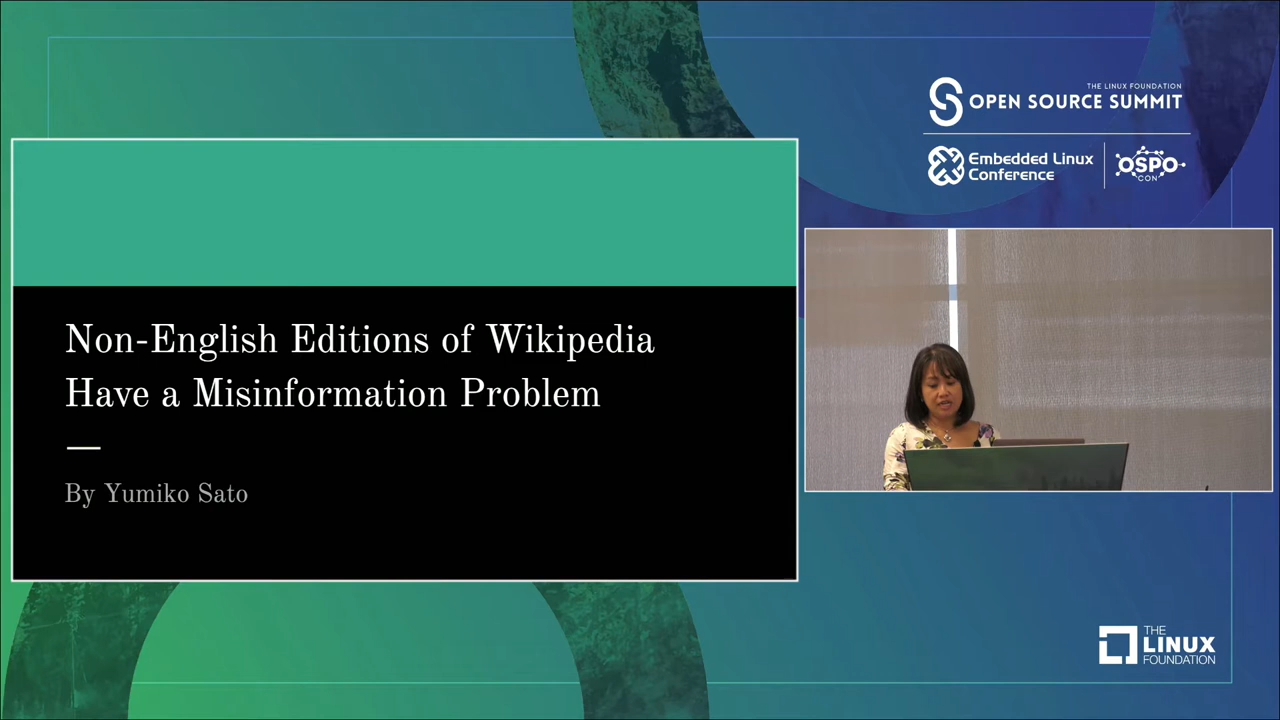 THE LINUX FOUNDATION
OPEN SOURCE SUMMIT
Embedded Linux
Conference
OSPO
CON
Non-English Editions of Wikipedia
Have a Misinformation Problem
By Yumiko Sato
THE
LINUX
FOUNDATION